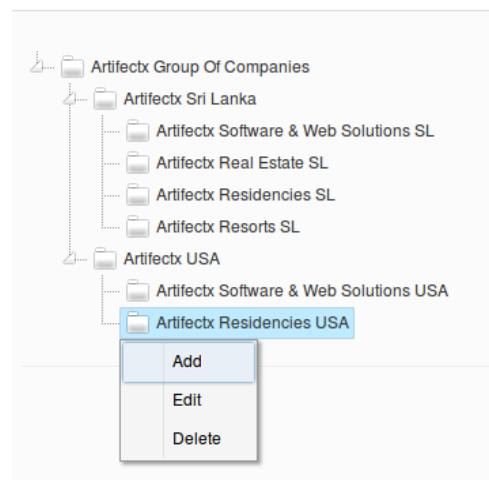 Artifectx Group Of Companies
Artifectx Sri Lanka
Artifectx Software & Web Solutions SL
Artifectx Real Estate SL
Artifectx Residencies SL
Artifectx Resorts SL
Artifectx USA
Artifectx Software & Web Solutions USA
Artifectx Residencies USA
Add
Edit
Delete